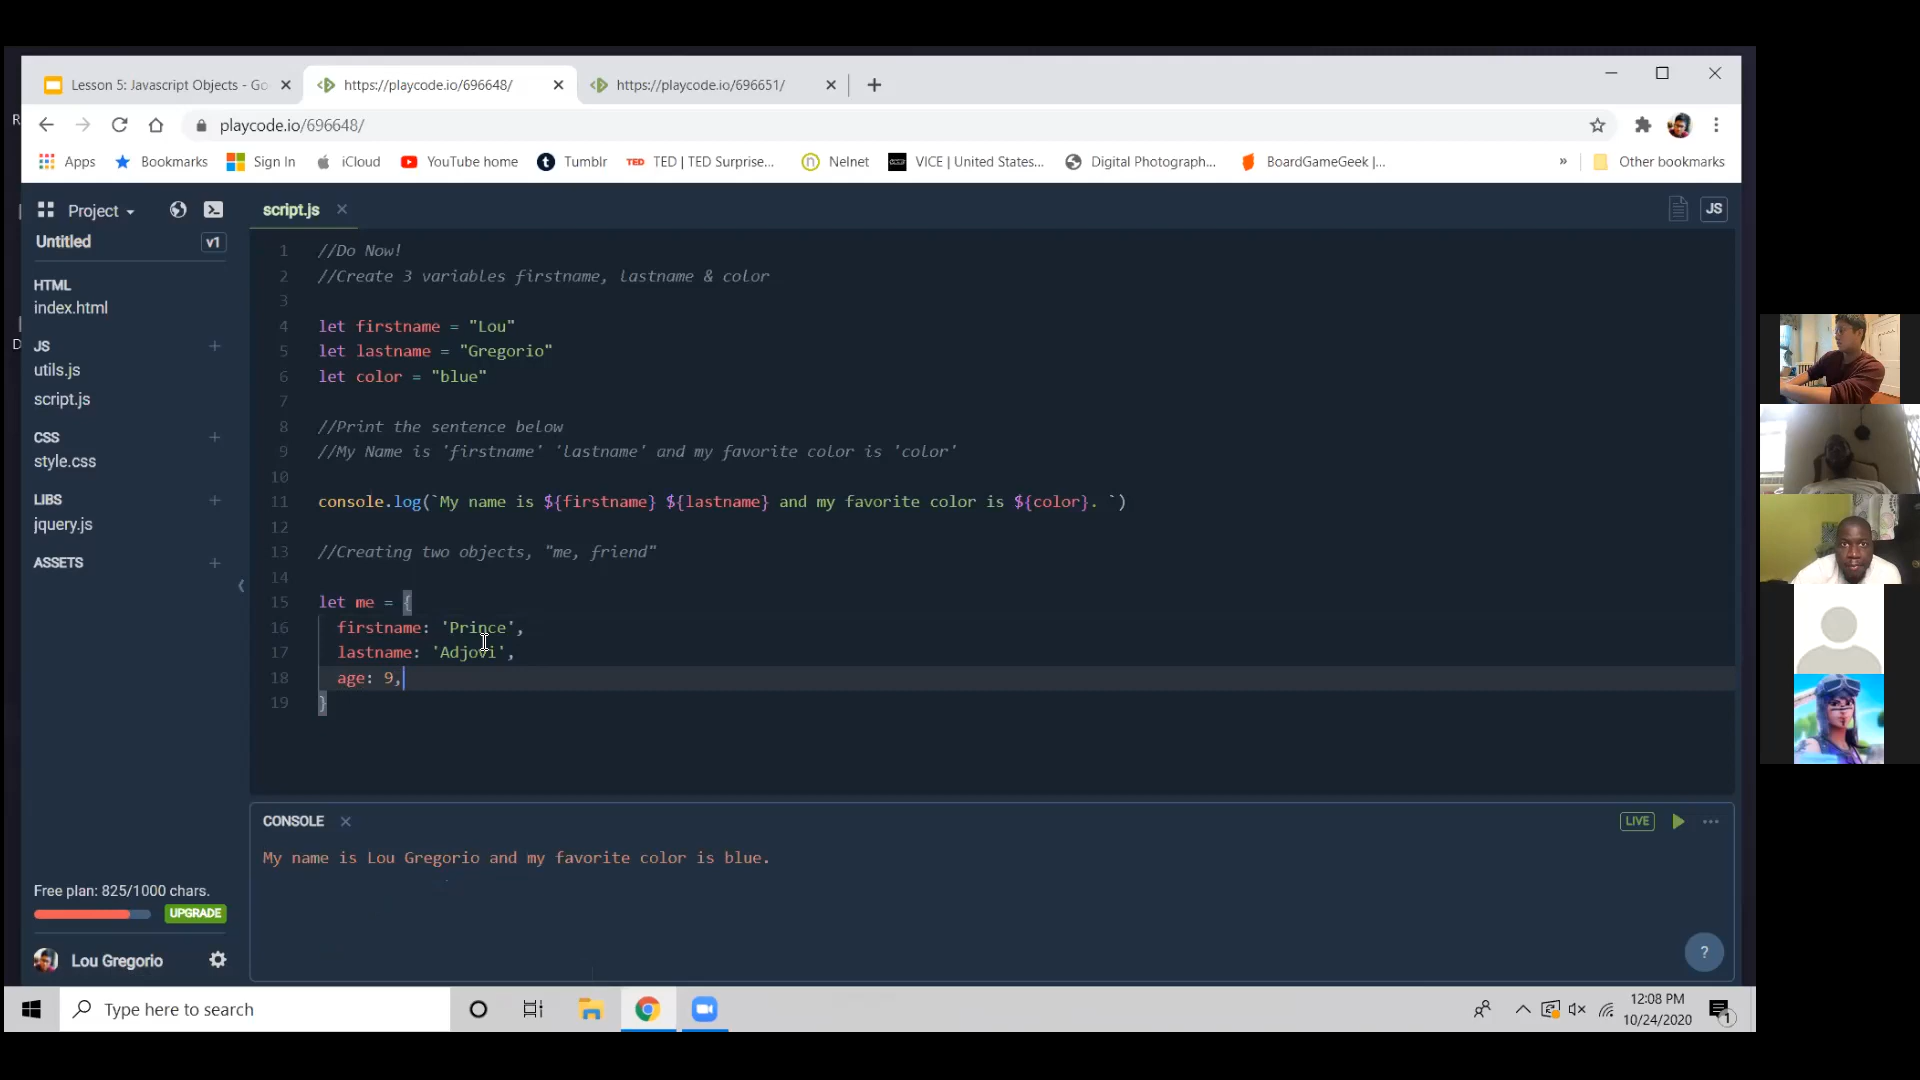 Lesson 5: Javascript Objects - Go
https://playcode.io/696648/
https://playcode.io/696651/
playcode.io/696648/
Apps
Bookmarks
Sign In
iCloud
YouTube home
Tumblr
TED TED | TED Surprise...
Nelnet
VICE | United States...
Digital Photograph...
BoardGameGeek |...
»
Other bookmarks
Project
script.js
JS
Untitled
v1
HTML
index.html
JS
utils.js
script.js
CSS
style.css
LIBS
jquery.js
ASSETS
1 //Do Now!
2 //Create 3 variables firstname, lastname & color
3
4 let firstname = "Lou"
5 let lastname = "Gregorio"
6 let color = "blue"
7
8 //Print the sentence below
9 //My Name is 'firstname' 'lastname' and my favorite color is 'color'
10
11 console.log(`My name is ${firstname} ${lastname} and my favorite color is ${color}. `)
12
13 //Creating two objects, "me, friend"
14
15 let me = {
16 firstname: 'Prince',
17 lastname: 'Adjovi',
18 age: 9,
19 }
CONSOLE
LIVE
My name is Lou Gregorio and my favorite color is blue.
Free plan: 825/1000 chars.
UPGRADE
Lou Gregorio
?
Type here to search
12:08 PM
10/24/2020
1
R
D